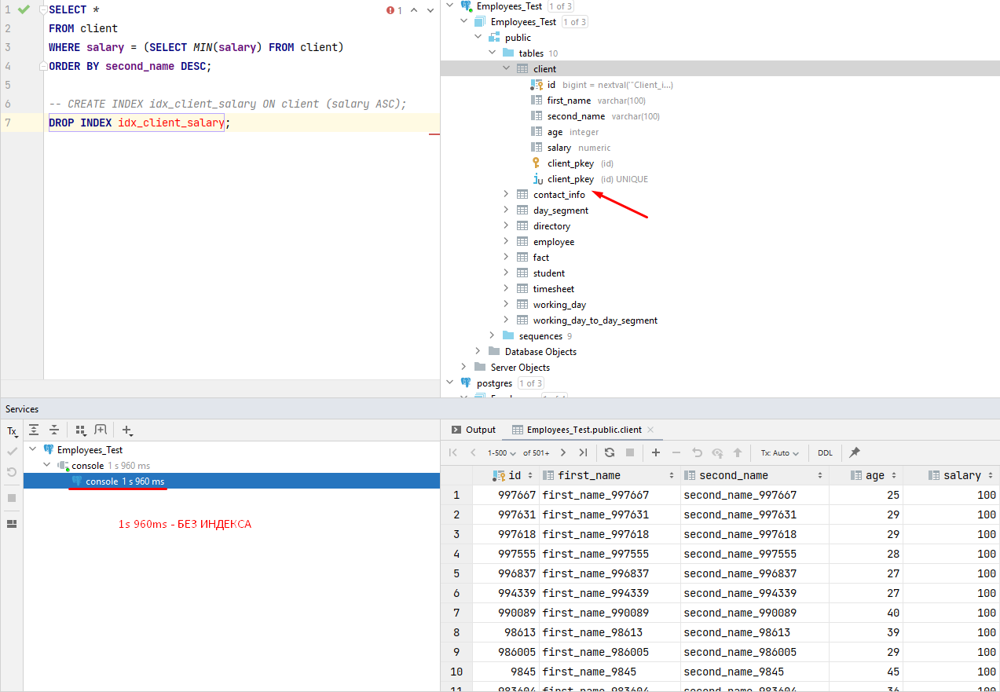 1 SELECT *
2 FROM client
3 WHERE salary = (SELECT MIN(salary) FROM client)
4 ORDER BY second_name DESC;
5
6 -- CREATE INDEX idx_client_salary ON client (salary ASC);
7 DROP INDEX idx_client_salary;
1
Employees_Test 1 of 3
Employees_Test 1 of 3
public
tables 10
client
id bigint = nextval('"Client_i...)
first_name varchar(100)
second_name varchar(100)
age integer
salary numeric
client_pkey (id)
client_pkey (id) UNIQUE
contact_info
day_segment
directory
employee
fact
student
timesheet
working_day
working_day_to_day_segment
sequences 9
Database Objects
Server Objects
postgres 1 of 3
Services
Tx
Employees_Test
console 1 s 960 ms
console 1 s 960 ms
1s 960ms - БЕЗ ИНДЕКСА
Output Employees_Test.public.client
1-500 of 501+ Tx: Auto DDL
id first_name second_name age salary
1 997667 first_name_997667 second_name_997667 25 100
2 997631 first_name_997631 second_name_997631 29 100
3 997618 first_name_997618 second_name_997618 29 100
4 997555 first_name_997555 second_name_997555 28 100
5 996837 first_name_996837 second_name_996837 27 100
6 994339 first_name_994339 second_name_994339 27 100
7 990089 first_name_990089 second_name_990089 40 100
8 98613 first_name_98613 second_name_98613 39 100
9 986005 first_name_986005 second_name_986005 29 100
10 9845 first_name_9845 second_name_9845 45 100
11 983604 first_name_983604 second_name_983604 36 100